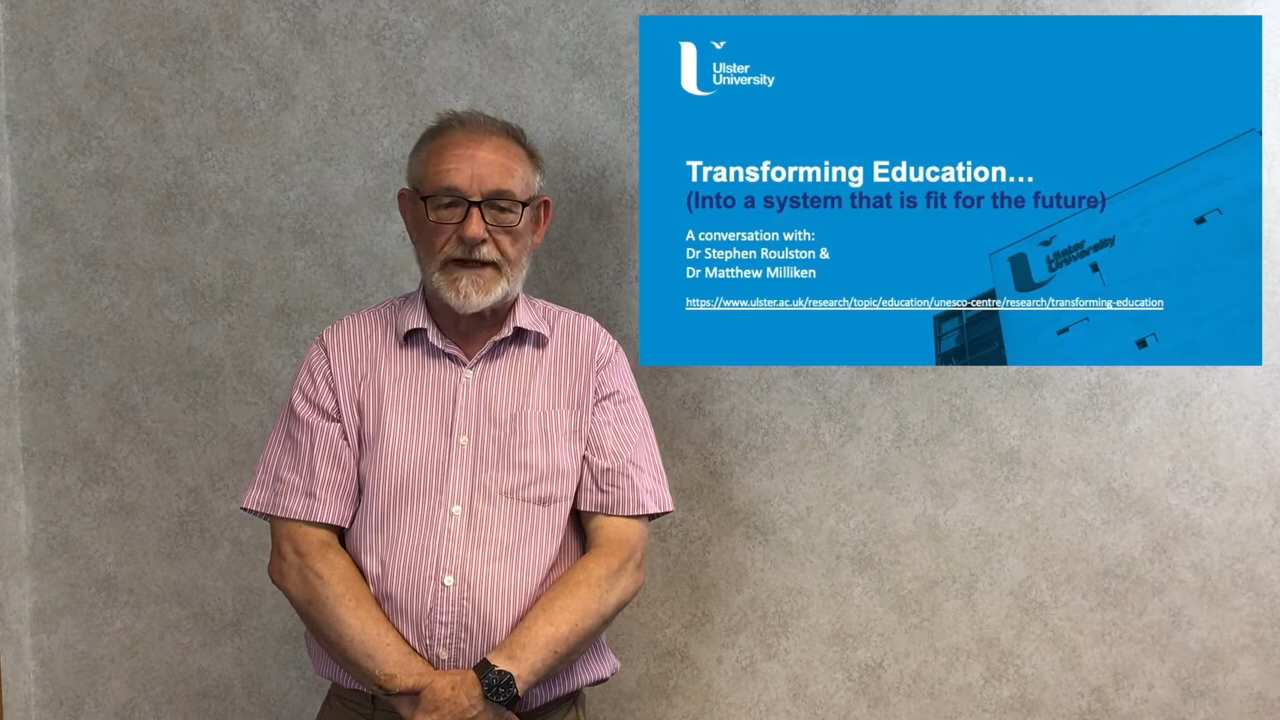 Ulster
University
Transforming Education…
(Into a system that is fit for the future)
A conversation with:
Dr Stephen Roulston &
Dr Matthew Milliken
https://www.ulster.ac.uk/research/topic/education/unesco-centre/research/transforming-education
Ulster
University